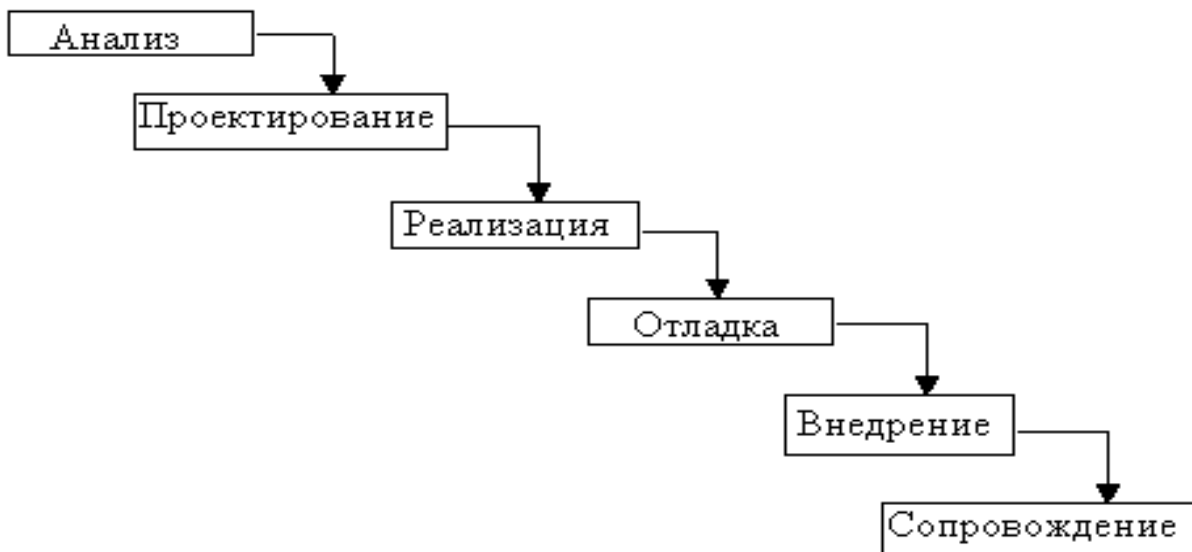 Анализ
Проектирование
Реализация
Отладка
Внедрение
Сопровождение